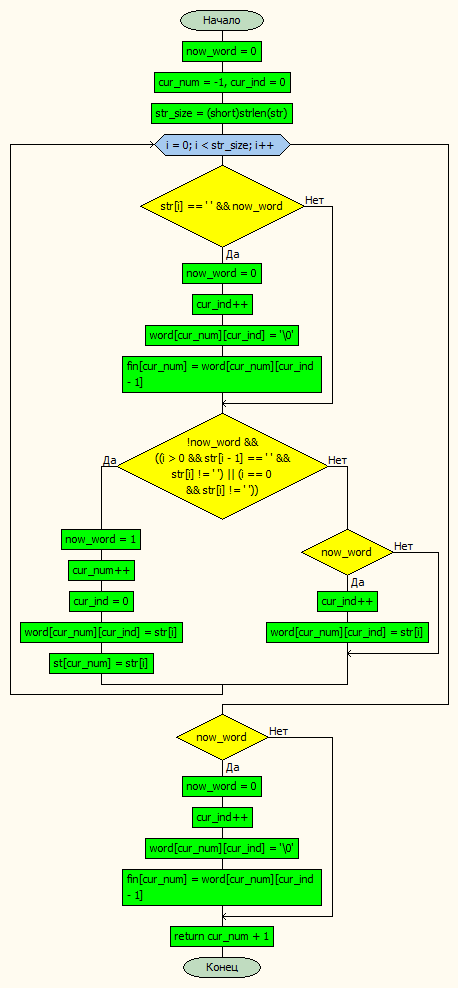 Начало
now_word = 0
cur_num = -1, cur_ind = 0
str_size = (short)strlen(str)
i = 0; i < str_size; i++
str[i] == ' ' && now_word
Нет
Да
now_word = 0
cur_ind++
word[cur_num][cur_ind] = '\0'
fin[cur_num] = word[cur_num][cur_ind
- 1]
!now_word &&
((i > 0 && str[i - 1] == ' ' &&
str[i] != ' ') || (i == 0
&& str[i] != ' '))
Да
Нет
now_word = 1
cur_num++
cur_ind = 0
word[cur_num][cur_ind] = str[i]
st[cur_num] = str[i]
now_word
Нет
Да
cur_ind++
word[cur_num][cur_ind] = str[i]
now_word
Нет
Да
now_word = 0
cur_ind++
word[cur_num][cur_ind] = '\0'
fin[cur_num] = word[cur_num][cur_ind
- 1]
return cur_num + 1
Конец